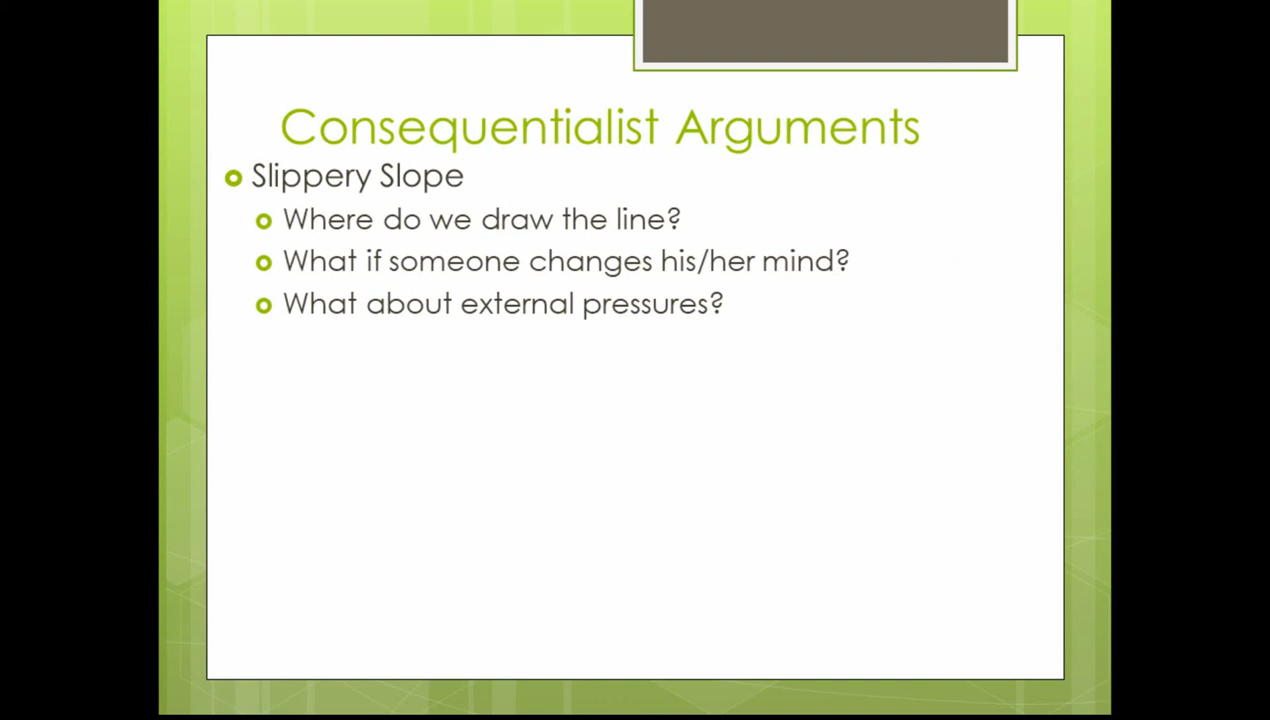 Consequentialist Arguments
Slippery Slope
Where do we draw the line?
What if someone changes his/her mind?
What about external pressures?